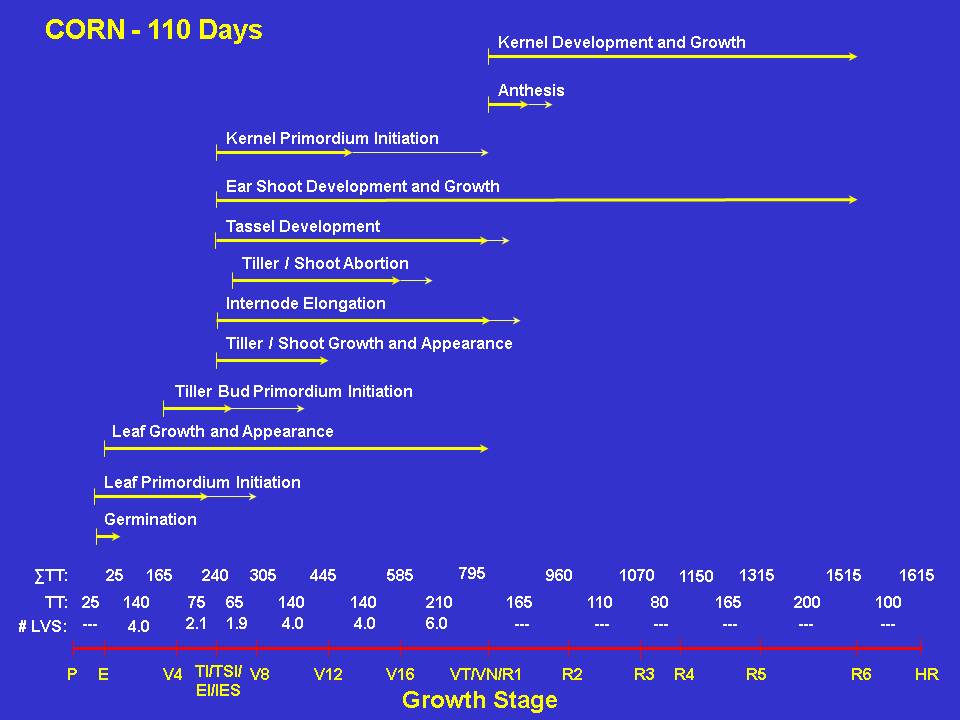 CORN - 110 Days
Kernel Development and Growth
Anthesis
Kernel Primordium Initiation
Ear Shoot Development and Growth
Tassel Development
Tiller / Shoot Abortion
Internode Elongation
Tiller / Shoot Growth and Appearance
Tiller Bud Primordium Initiation
Leaf Growth and Appearance
Leaf Primordium Initiation
Germination
∑TT: 25 165 240 305 445 585 795 960 1070 1150 1315 1515 1615
TT: 25 140 75 65 140 140 210 165 110 80 165 200 100
# LVS: --- 4.0 2.1 1.9 4.0 4.0 6.0 --- --- --- --- --- ---
P E V4 TI/TSI/ V8 V12 V16 VT/VN/R1 R2 R3 R4 R5 R6 HR
EI/IES
Growth Stage